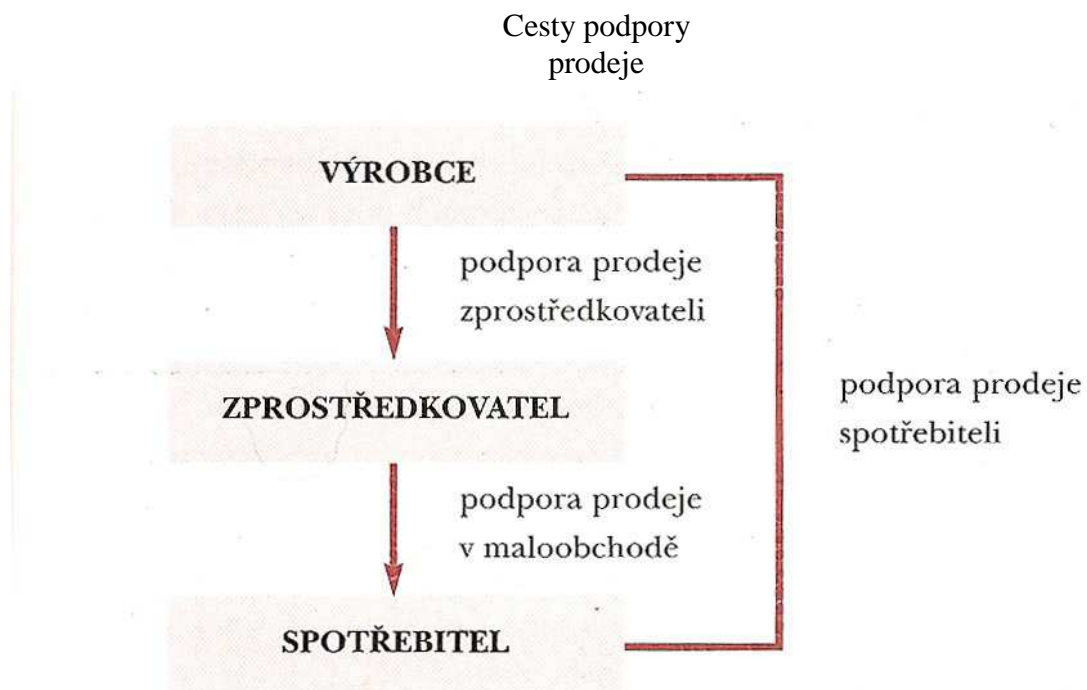 Cesty podpory
prodeje
VÝROBCE
podpora prodeje
zprostředkovateli
ZPROSTŘEDKOVATEL
podpora prodeje
spotřebiteli
podpora prodeje
v maloobchodě
SPOTŘEBITEL